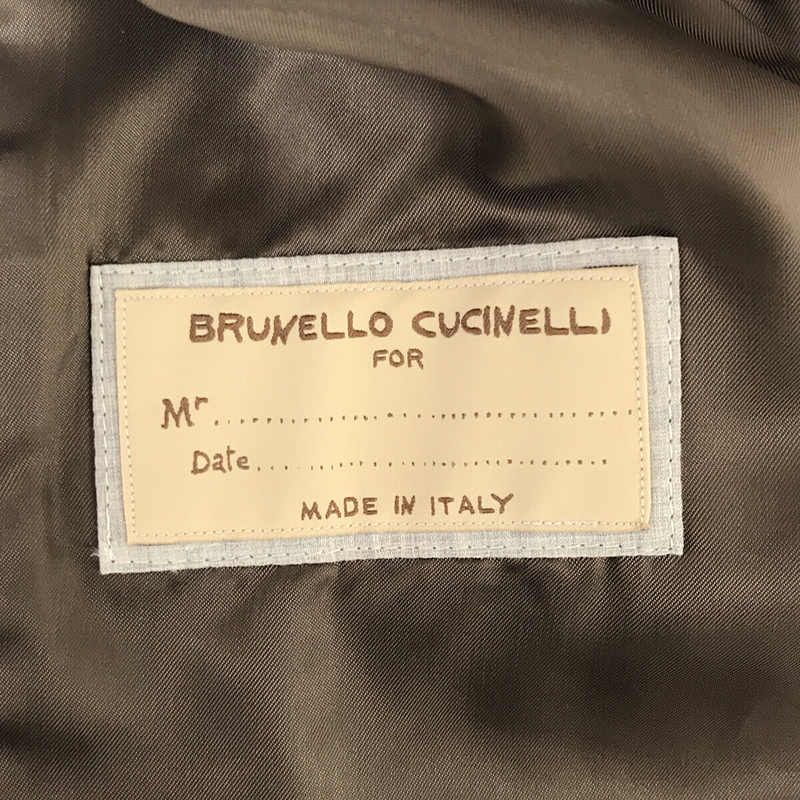 BRUNELLO CUCINELLI
FOR
Mr..............................
Date..............................
MADE IN ITALY